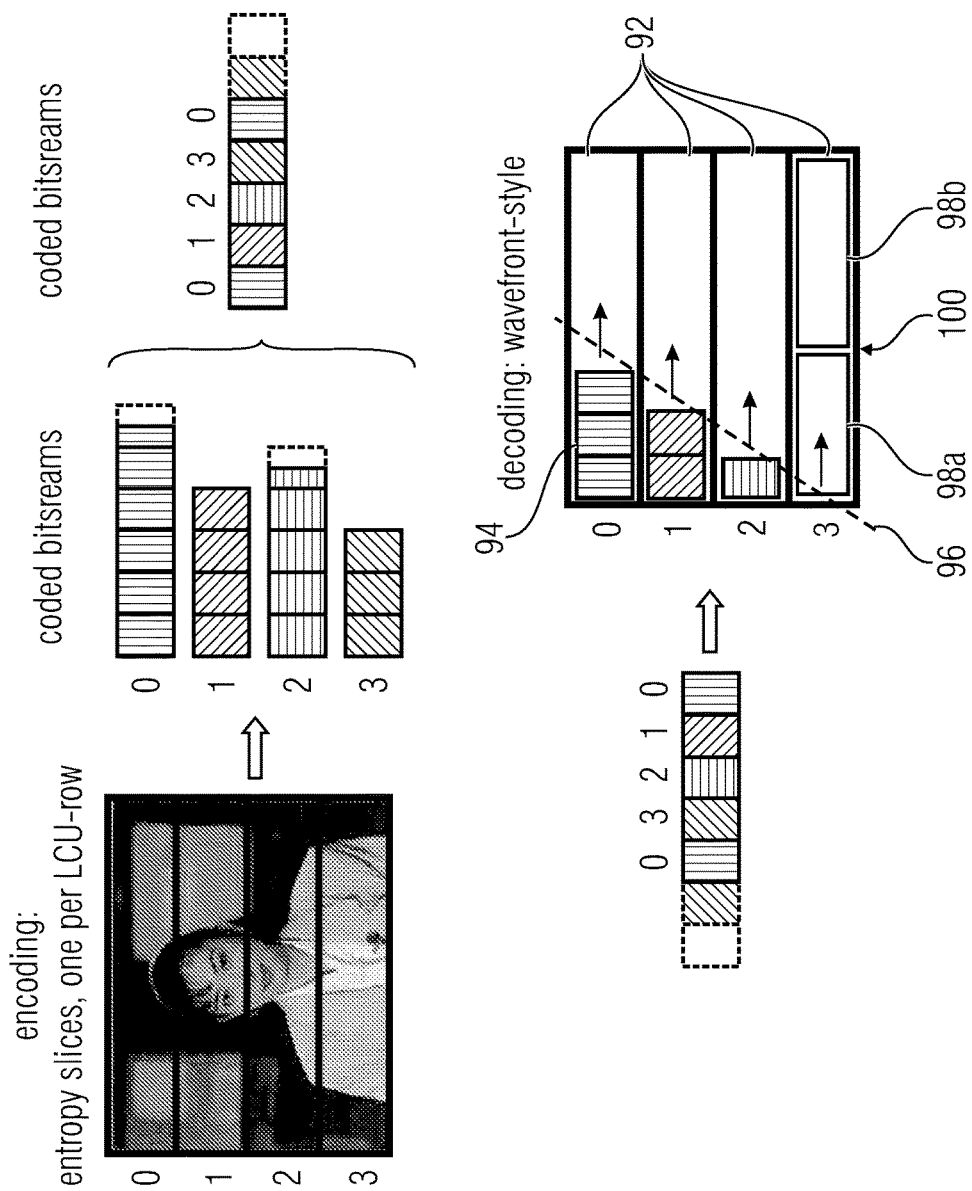 encoding:
entropy slices, one per LCU-row
0
1
2
3
coded bitsreams
0
1
2
3
coded bitsreams
0 1 2 3 0
0 3 2 1 0
decoding: wavefront-style
94
0
1
2
3
92
96
98a
100
98b